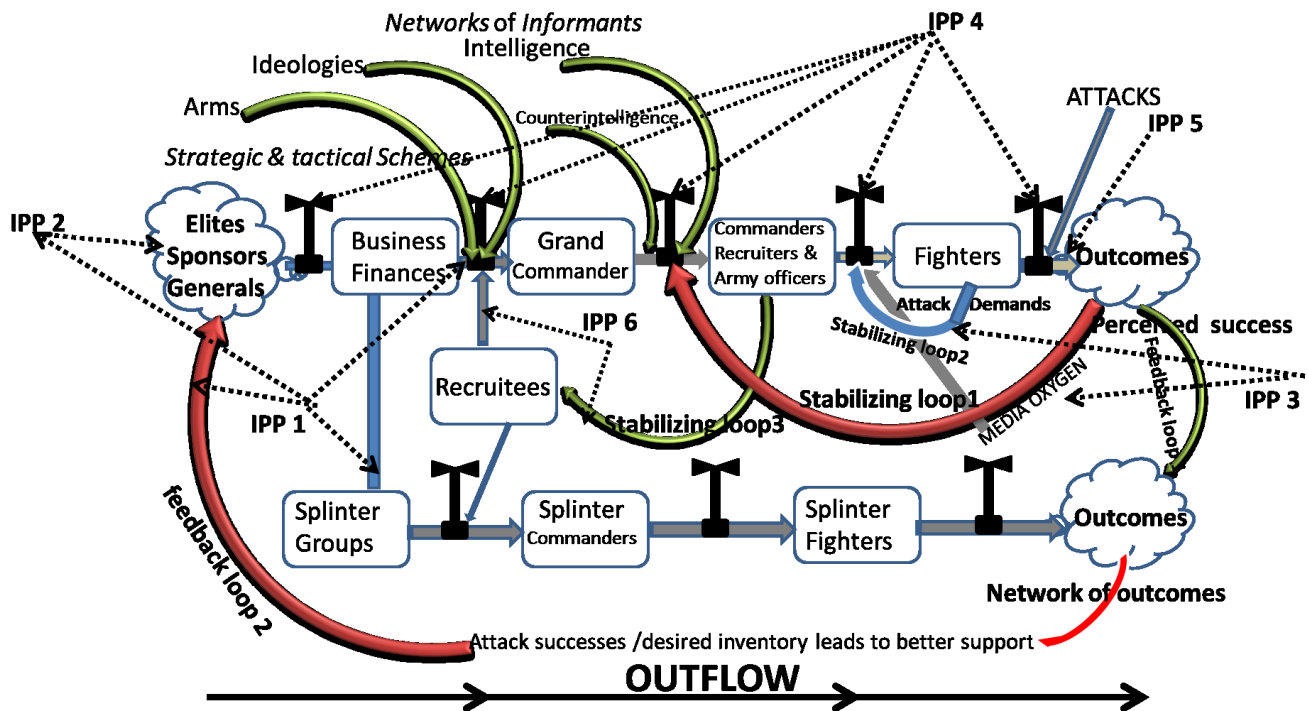 Networks of Informants
Intelligence
IPP 4
Ideologies
Arms
Counterintelligence
ATTACKS
IPP 5
Strategic & tactical Schemes
IPP 2
Elites
Sponsors
Generals
Business
Finances
Grand
Commander
Commanders
Recruiters &
Army officers
Fighters
Outcomes
Attack Demands
Stabilizing loop2
Perceived success
IPP 6
Recruitees
Feedback loop
Stabilizing loop1
MEDIA OXYGEN
IPP 3
IPP 1
Stabilizing loop3
Splinter
Groups
Splinter
Commanders
Splinter
Fighters
Outcomes
feedback loop 2
Network of outcomes
Attack successes /desired inventory leads to better support
OUTFLOW